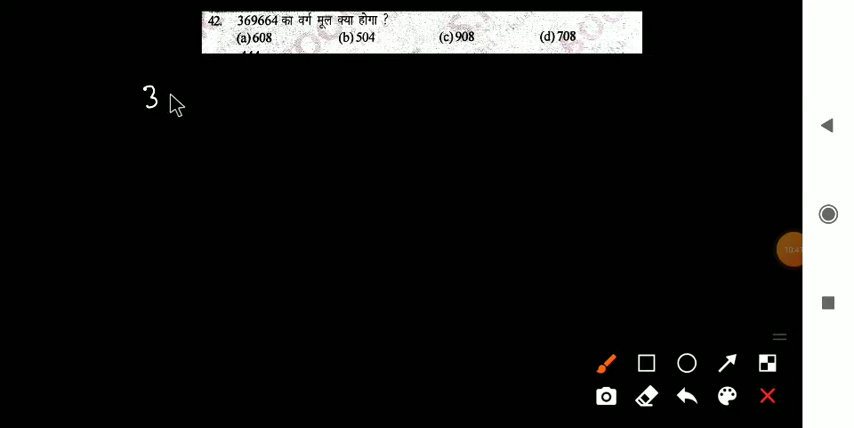 42. 369664 का वर्ग मूल क्या होगा ?
(a) 608 (b) 504 (c) 908 (d) 708
3